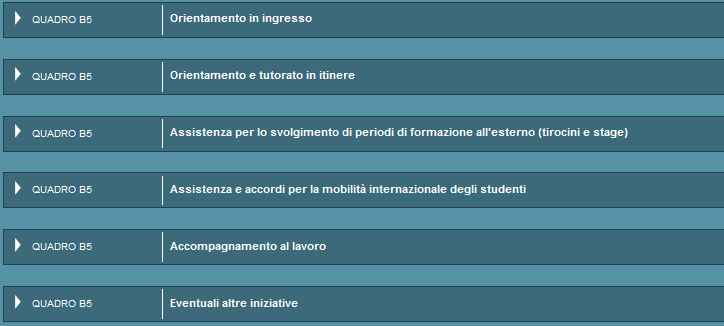 QUADRO B5 Orientamento in ingresso
QUADRO B5 Orientamento e tutorato in itinere
QUADRO B5 Assistenza per lo svolgimento di periodi di formazione all'esterno (tirocini e stage)
QUADRO B5 Assistenza e accordi per la mobilità internazionale degli studenti
QUADRO B5 Accompagnamento al lavoro
QUADRO B5 Eventuali altre iniziative